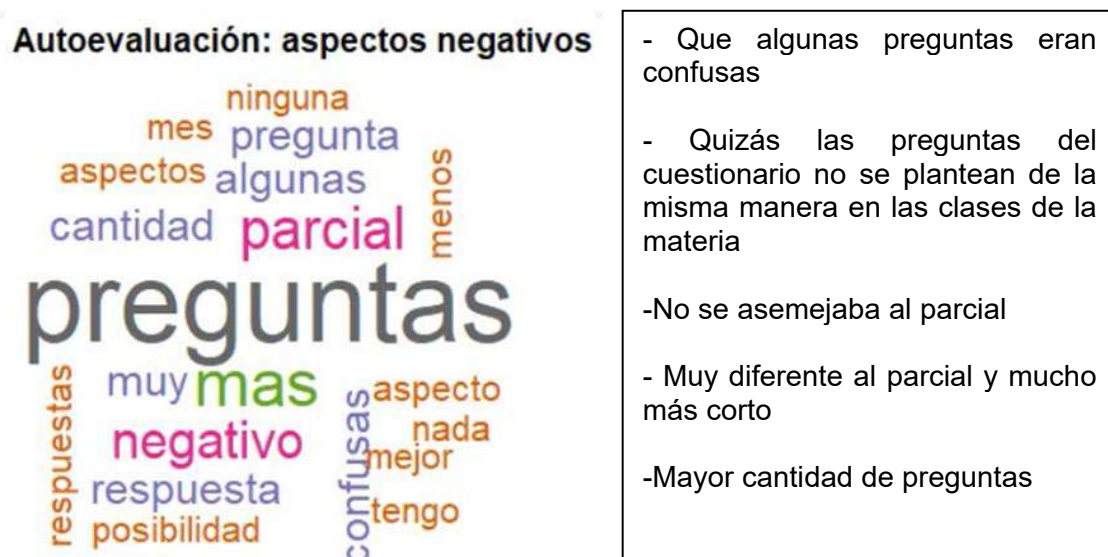 Autoevaluación: aspectos negativos
ninguna
mes pregunta
aspectos algunas
menos
cantidad parcial
preguntas
respuestas
muy mas
confusas
aspecto
nada
negativo
mejor
respuesta
tengo
posibilidad
- Que algunas preguntas eran
confusas
- Quizás las preguntas del
cuestionario no se plantean de la
misma manera en las clases de la
materia
-No se asemejaba al parcial
- Muy diferente al parcial y mucho
más corto
-Mayor cantidad de preguntas